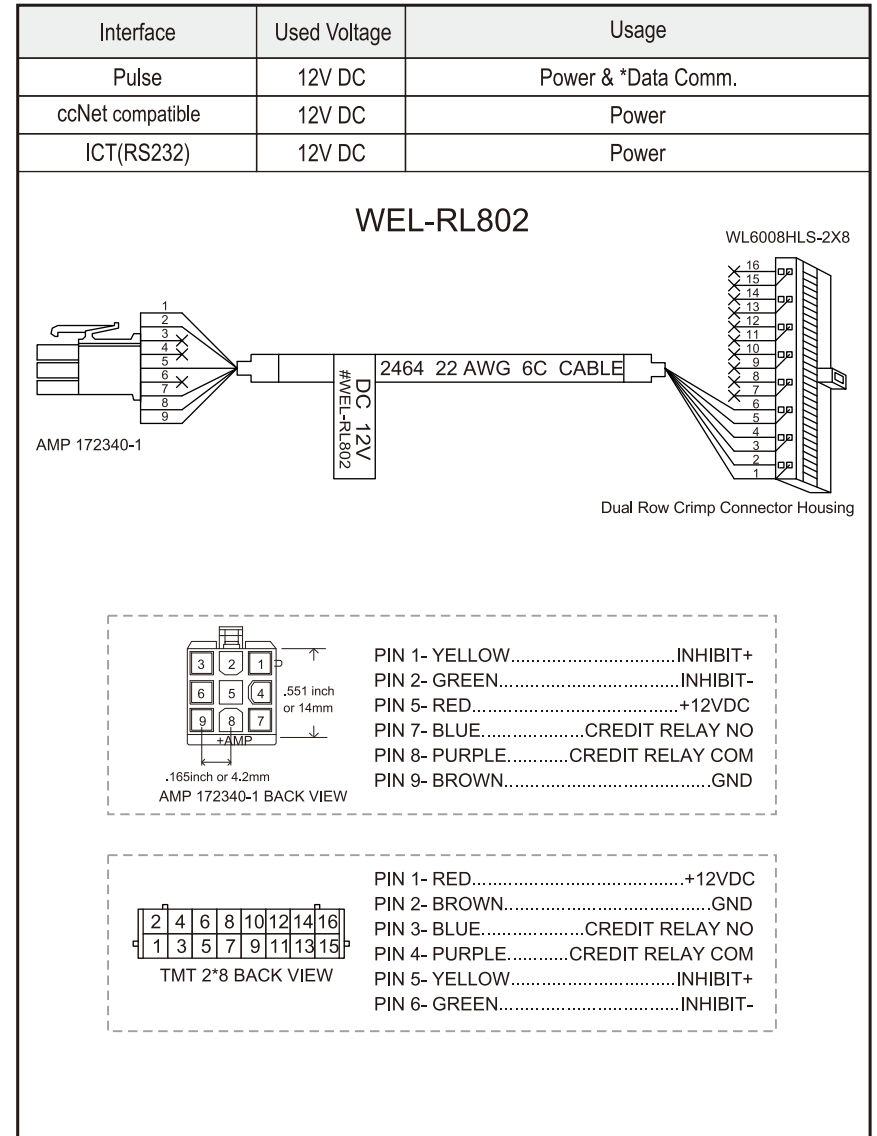 Interface Used Voltage Usage
Pulse 12V DC Power & *Data Comm.
ccNet compatible 12V DC Power
ICT(RS232) 12V DC Power
WEL-RL802
WL6008HLS-2X8
1
2
3
4
5
6
7
8
9
AMP 172340-1
DC 12V
#WEL-RL802
2464 22 AWG 6C CABLE
16
15
14
13
12
11
10
9
8
7
6
5
4
3
2
1
Dual Row Crimp Connector Housing
3 2 1
6 5 4
9 8 7
+AMP
.551 inch
or 14mm
.165inch or 4.2mm
AMP 172340-1 BACK VIEW
PIN 1- YELLOW..............................INHIBIT+
PIN 2- GREEN.................................INHIBIT-
PIN 5- RED.....................................+12VDC
PIN 7- BLUE..................CREDIT RELAY NO
PIN 8- PURPLE...........CREDIT RELAY COM
PIN 9- BROWN.....................................GND
2 4 6 8 10 12 14 16
1 3 5 7 9 11 13 15
TMT 2*8 BACK VIEW
PIN 1- RED.....................................+12VDC
PIN 2- BROWN.....................................GND
PIN 3- BLUE..................CREDIT RELAY NO
PIN 4- PURPLE...........CREDIT RELAY COM
PIN 5- YELLOW..............................INHIBIT+
PIN 6- GREEN.................................INHIBIT-